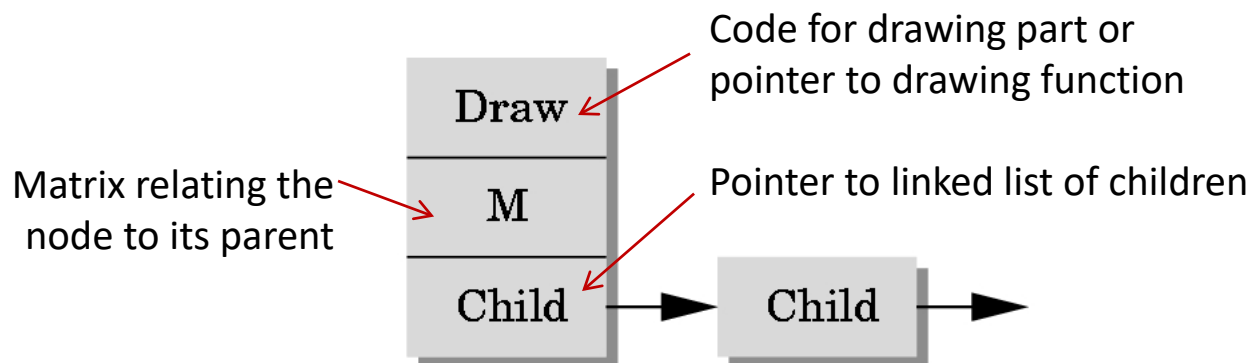 Code for drawing part or
pointer to drawing function
Draw
Matrix relating the
node to its parent
M
Pointer to linked list of children
Child
Child